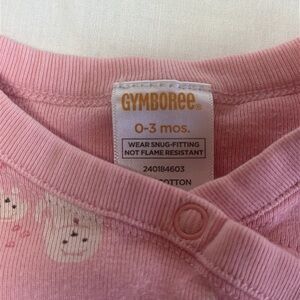 GYMBOREE®
0-3 mos.
WEAR SNUG-FITTING
NOT FLAME RESISTANT
240184603
COTTON